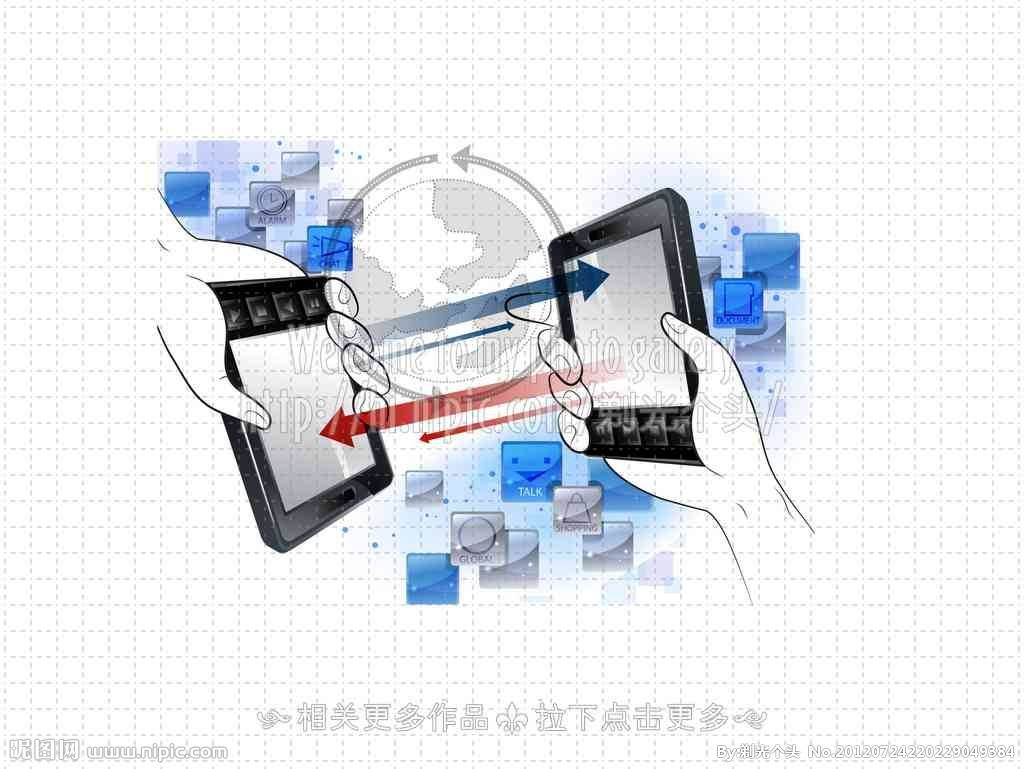 ALARM
CHAT
Welcome to my photo gallery
DOCUMENT
http://m.nipic.com/剃光个头/
TALK
SHOPPING
GLOBAL
相关更多作品 拉下点击更多
昵图网 www.nipic.com
By:剃光个头 No.20120724220229049384